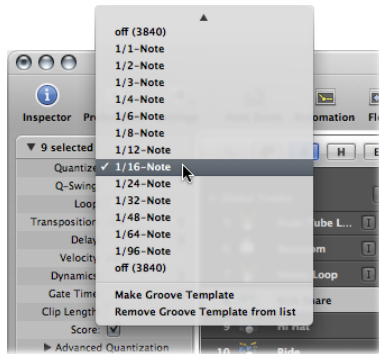 off (3840)
1/1-Note
1/2-Note
1/3-Note
1/4-Note
1/6-Note
1/8-Note
1/12-Note
✓ 1/16-Note
1/24-Note
1/32-Note
1/48-Note
1/64-Note
1/96-Note
off (3840)
Make Groove Template
Remove Groove Template from list
Inspector
9 selected
Quantize
Q-Swing
Loop
Transposition
Delay
Velocity
Dynamics
Gate Time
Clip Length
Score:
Advanced Quantization
H
9 Hi Hat
10 Ride